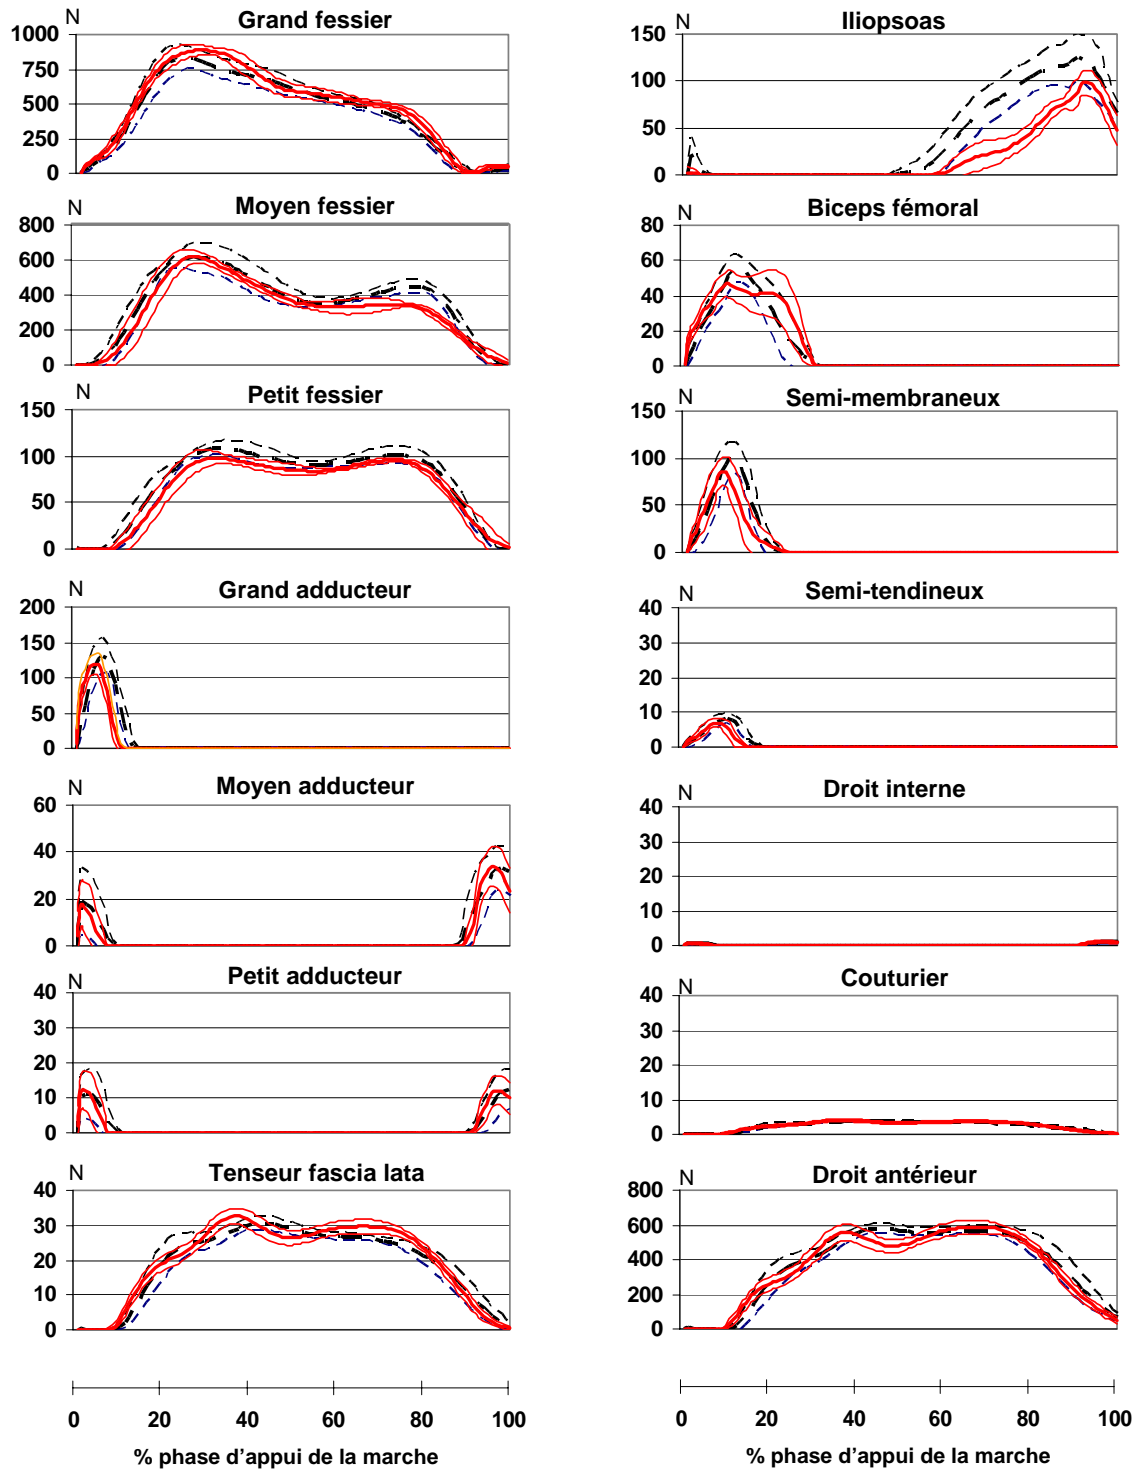 N
Grand fessier
1000
750
500
250
0
N
Moyen fessier
800
600
400
200
0
N
Petit fessier
150
100
50
0
N
Grand adducteur
200
150
100
50
0
N
Moyen adducteur
60
40
20
0
N
Petit adducteur
40
30
20
10
0
N
Tenseur fascia lata
40
30
20
10
0
0 20 40 60 80 100
% phase d’appui de la marche
N
Iliopsoas
150
100
50
0
N
Biceps fémoral
80
60
40
20
0
N
Semi-membraneux
150
100
50
0
N
Semi-tendineux
40
30
20
10
0
N
Droit interne
40
30
20
10
0
N
Couturier
40
30
20
10
0
N
Droit antérieur
800
600
400
200
0
0 20 40 60 80 100
% phase d’appui de la marche